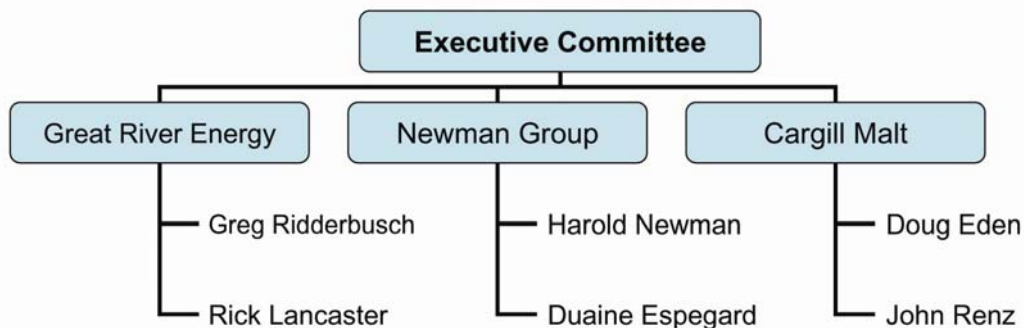 Executive Committee
Great River Energy
Newman Group
Cargill Malt
Greg Ridderbusch
Harold Newman
Doug Eden
Rick Lancaster
Duaine Espegard
John Renz